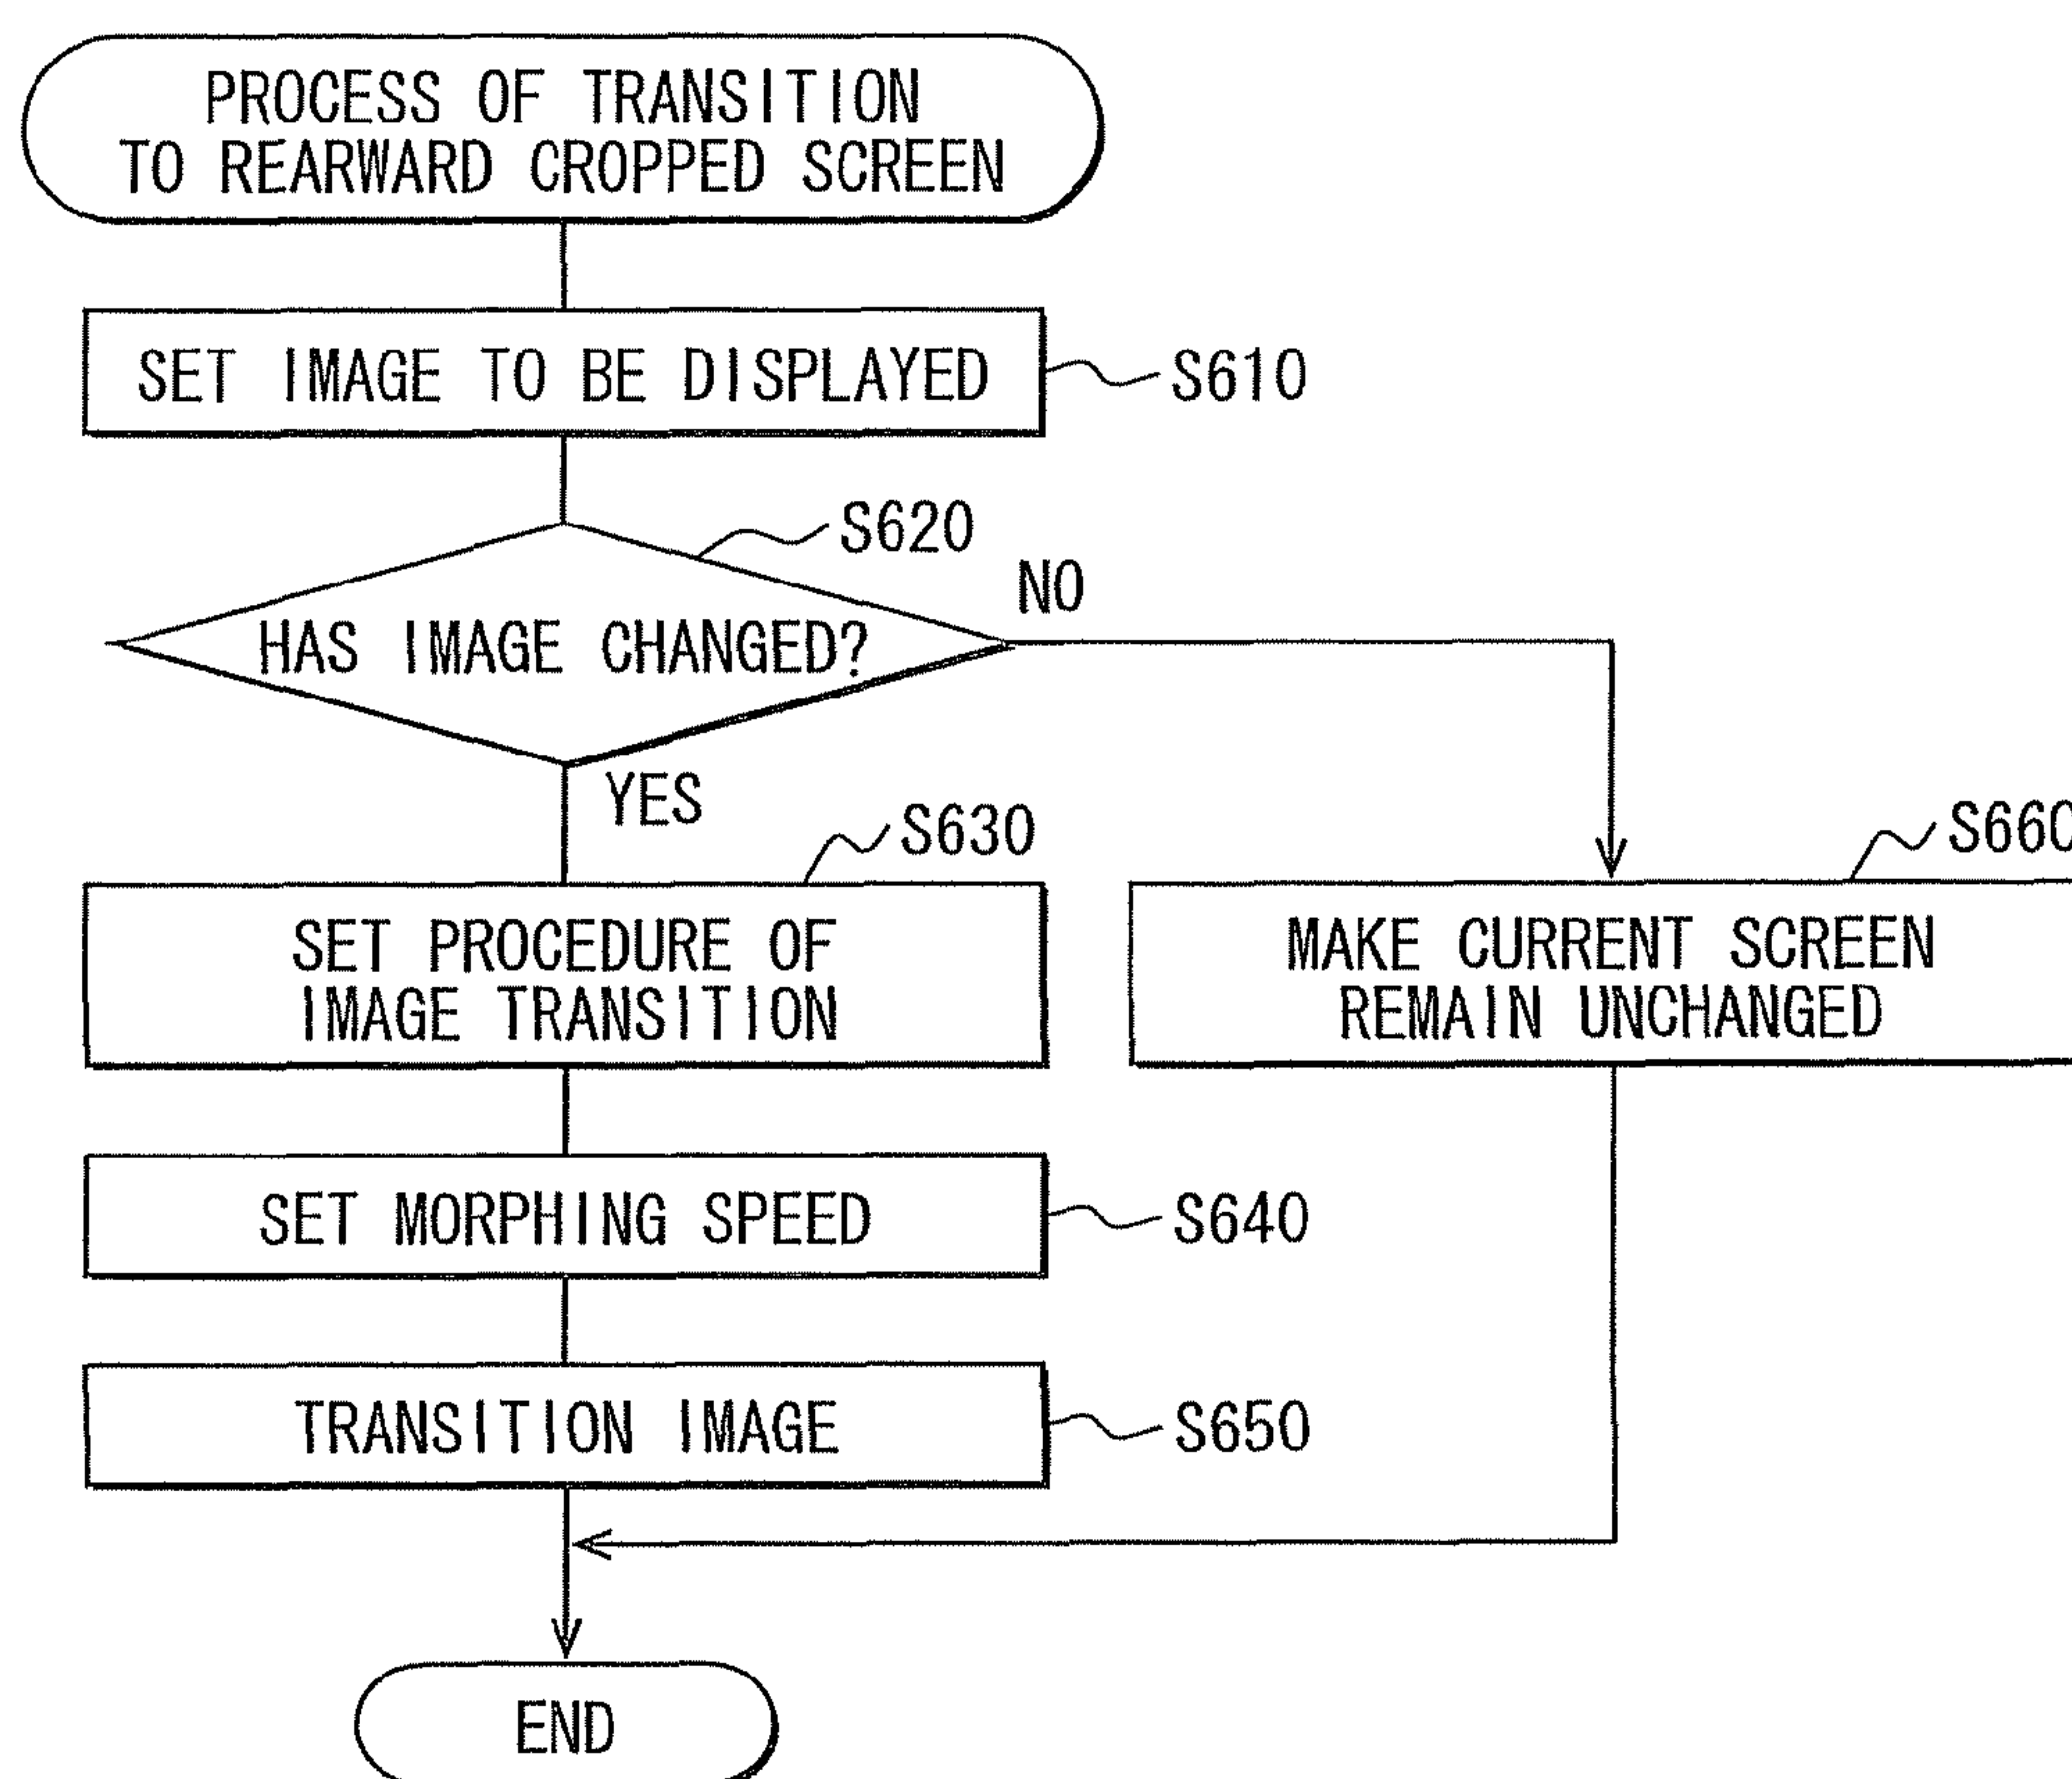 PROCESS OF TRANSITION
TO REARWARD CROPPED SCREEN
SET IMAGE TO BE DISPLAYED
S610
S620
HAS IMAGE CHANGED?
NO
YES
S630
SET PROCEDURE OF
IMAGE TRANSITION
S660
MAKE CURRENT SCREEN
REMAIN UNCHANGED
SET MORPHING SPEED
S640
TRANSITION IMAGE
S650
END